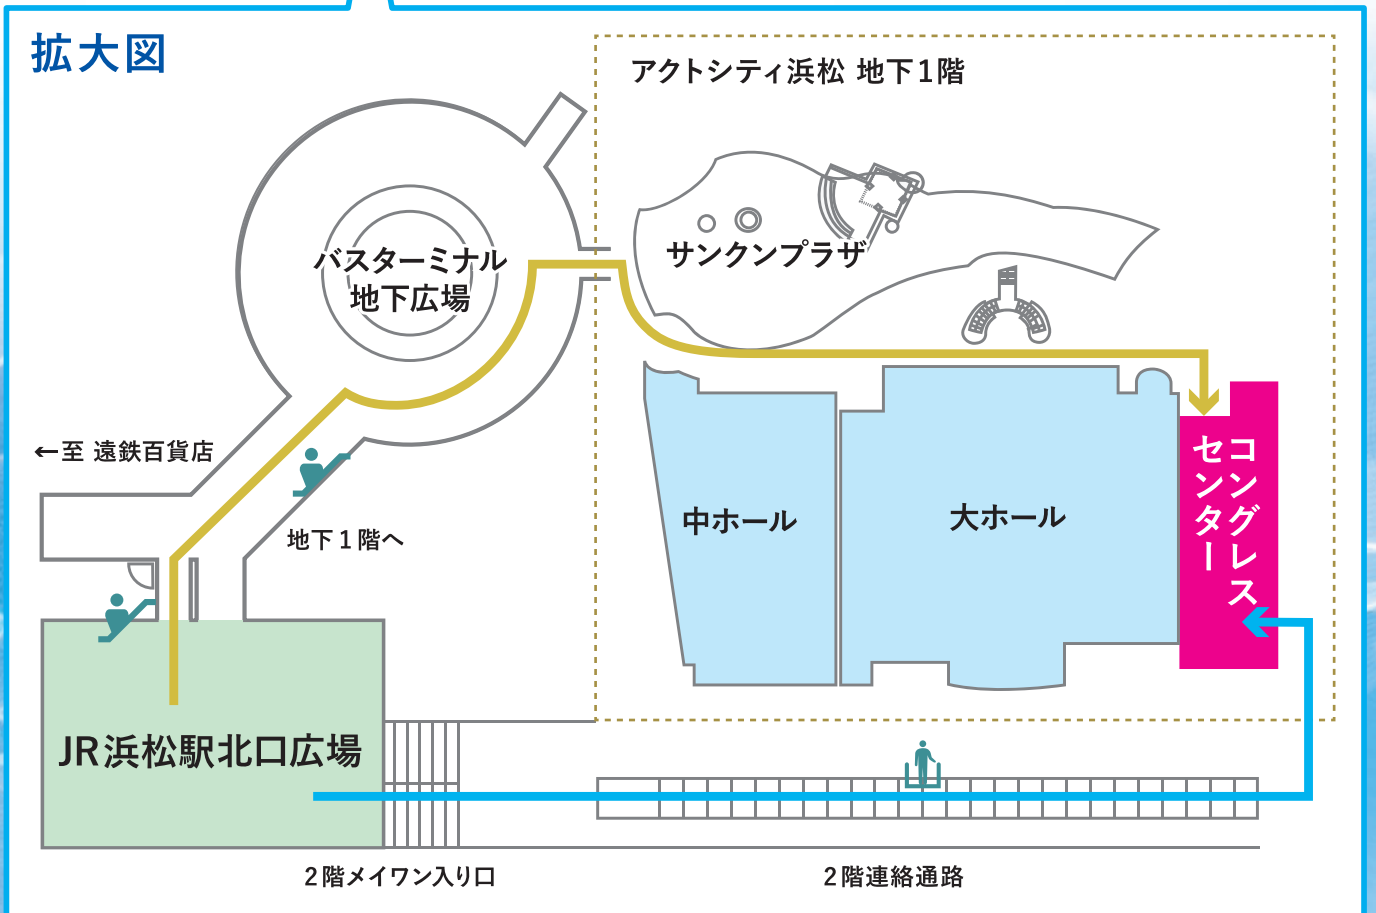 拡大図
アクトシティ浜松 地下1階
バスターミナル
地下広場
サンクンプラザ
←至 遠鉄百貨店
地下1階へ
中ホール
大ホール
コングレス
センター
JR浜松駅北口広場
2階メイワン入り口
2階連絡通路